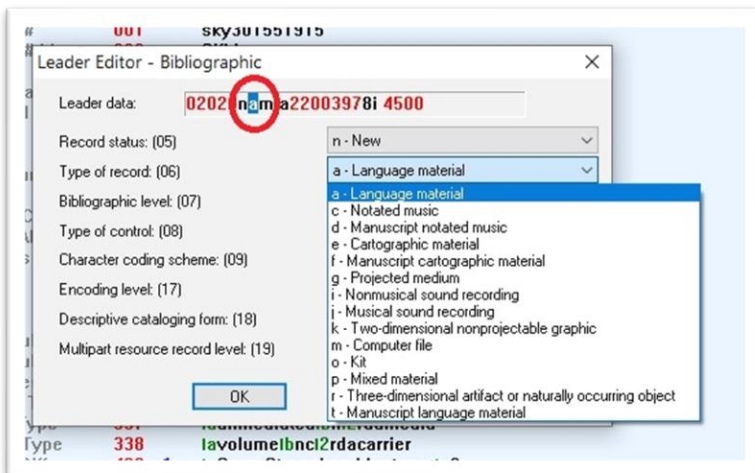 001 sky301551915
Leader Editor - Bibliographic
Leader data: nam a22003978i 4500
Record status: (05) n - New
Type of record: (06) a - Language material
Bibliographic level: (07)
Type of control: (08)
Character coding scheme: (09)
Encoding level: (17)
Descriptive cataloging form: (18)
Multipart resource record level: (19)
OK
a - Language material
c - Notated music
d - Manuscript notated music
e - Cartographic material
f - Manuscript cartographic material
g - Projected medium
i - Nonmusical sound recording
j - Musical sound recording
k - Two-dimensional nonprojectable graphic
m - Computer file
o - Kit
p - Mixed material
r - Three-dimensional artifact or naturally occurring object
t - Manuscript language material
Type 338 |avolume|bnc|2rdacarrier